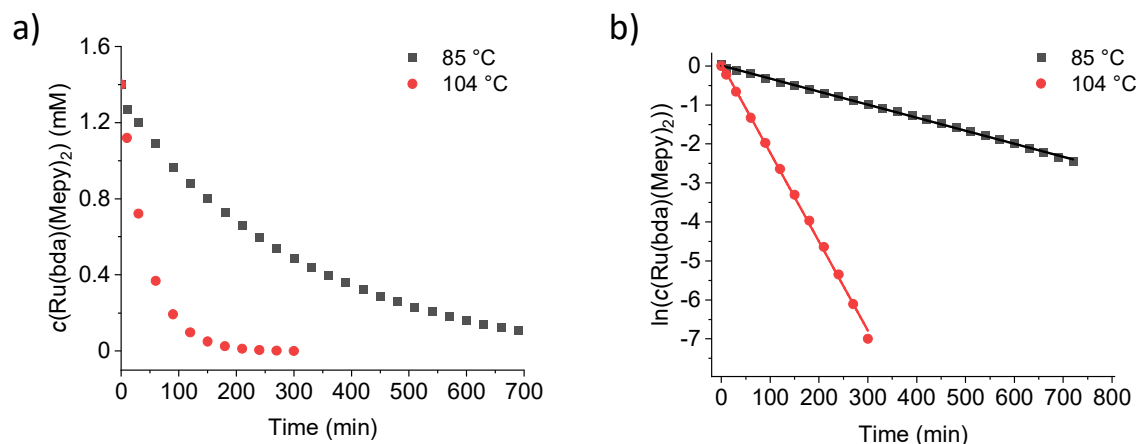 a)
85 °C
104 °C
c(Ru(bda)(Mepy)₂) (mM)
1.6
1.2
0.8
0.4
0
0 100 200 300 400 500 600 700
Time (min)
b)
85 °C
104 °C
ln(c(Ru(bda)(Mepy)₂))
0
-1
-2
-3
-4
-5
-6
-7
0 100 200 300 400 500 600 700 800
Time (min)